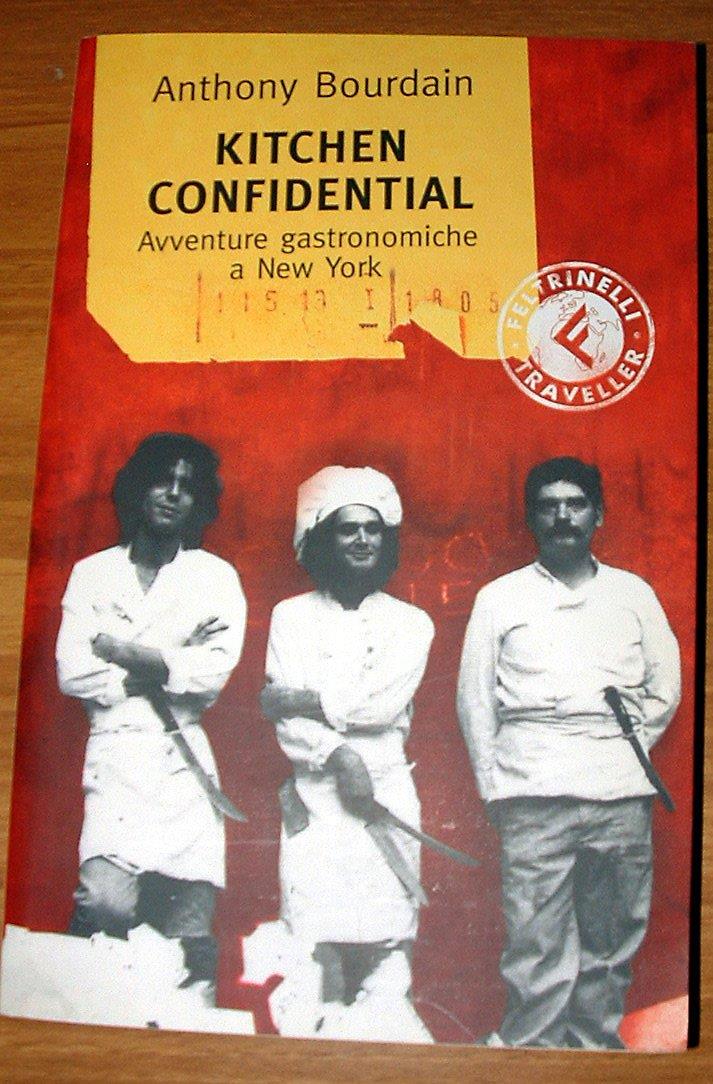 Anthony Bourdain
KITCHEN
CONFIDENTIAL
Avventure gastronomiche
a New York
FELTRINELLI
F
TRAVELLER